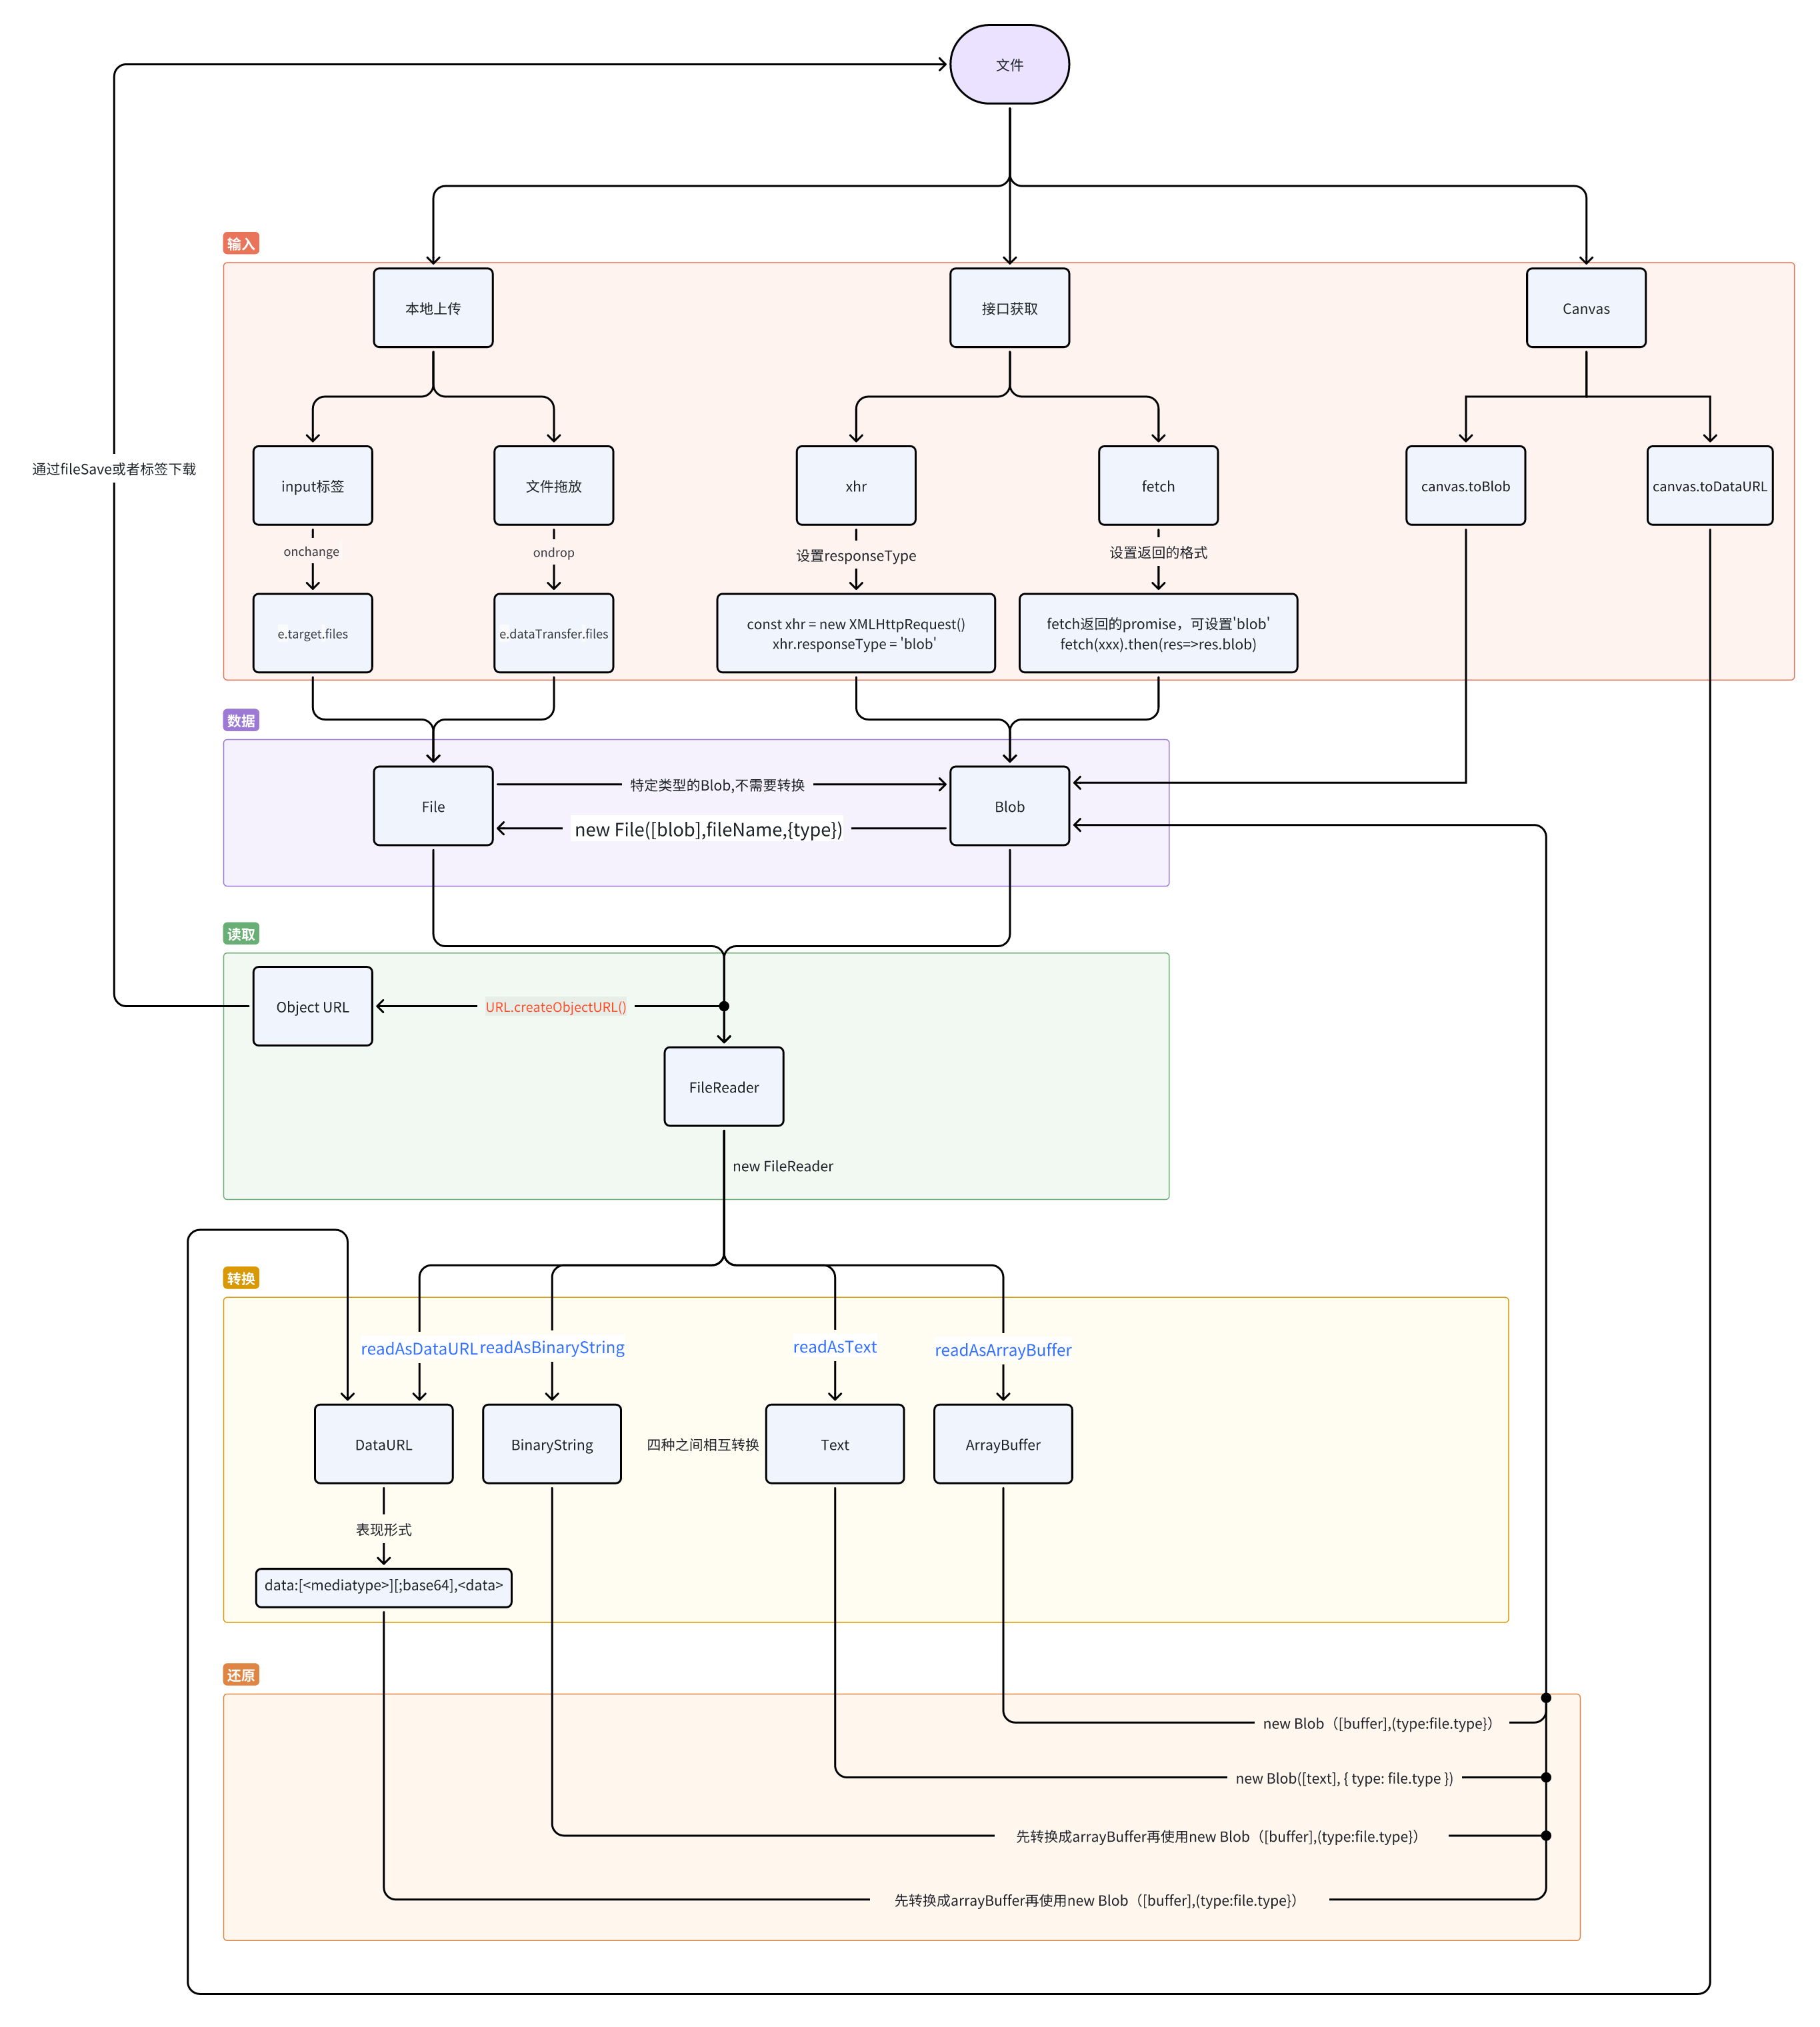 文件
输入
本地上传
接口获取
Canvas
通过fileSave或者标签下载
input标签
文件拖放
xhr
fetch
canvas.toBlob
canvas.toDataURL
onchange
ondrop
设置responseType
设置返回的格式
e.target.files
e.dataTransfer.files
const xhr = new XMLHttpRequest()
xhr.responseType = 'blob'
fetch返回的promise，可设置'blob'
fetch(xxx).then(res=>res.blob)
数据
File
特定类型的Blob,不需要转换
new File([blob],fileName,{type})
Blob
读取
Object URL
URL.createObjectURL()
FileReader
new FileReader
转换
readAsDataURL
readAsBinaryString
readAsText
readAsArrayBuffer
DataURL
BinaryString
四种之间相互转换
Text
ArrayBuffer
表现形式
data:[<mediatype>][;base64],<data>
还原
new Blob（[buffer],(type:file.type}）
new Blob([text], { type: file.type })
先转换成arrayBuffer再使用new Blob（[buffer],(type:file.type}）
先转换成arrayBuffer再使用new Blob（[buffer],(type:file.type}）